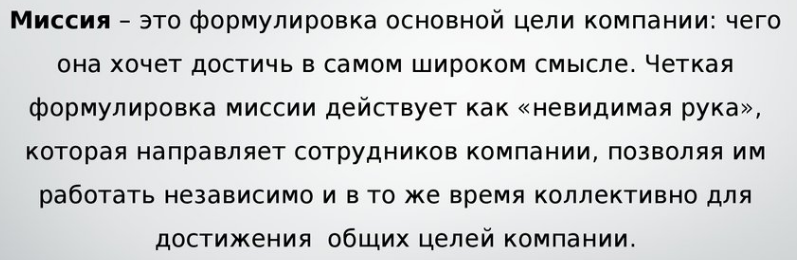 Миссия – это формулировка основной цели компании: чего
она хочет достичь в самом широком смысле. Четкая
формулировка миссии действует как «невидимая рука»,
которая направляет сотрудников компании, позволяя им
работать независимо и в то же время коллективно для
достижения  общих целей компании.